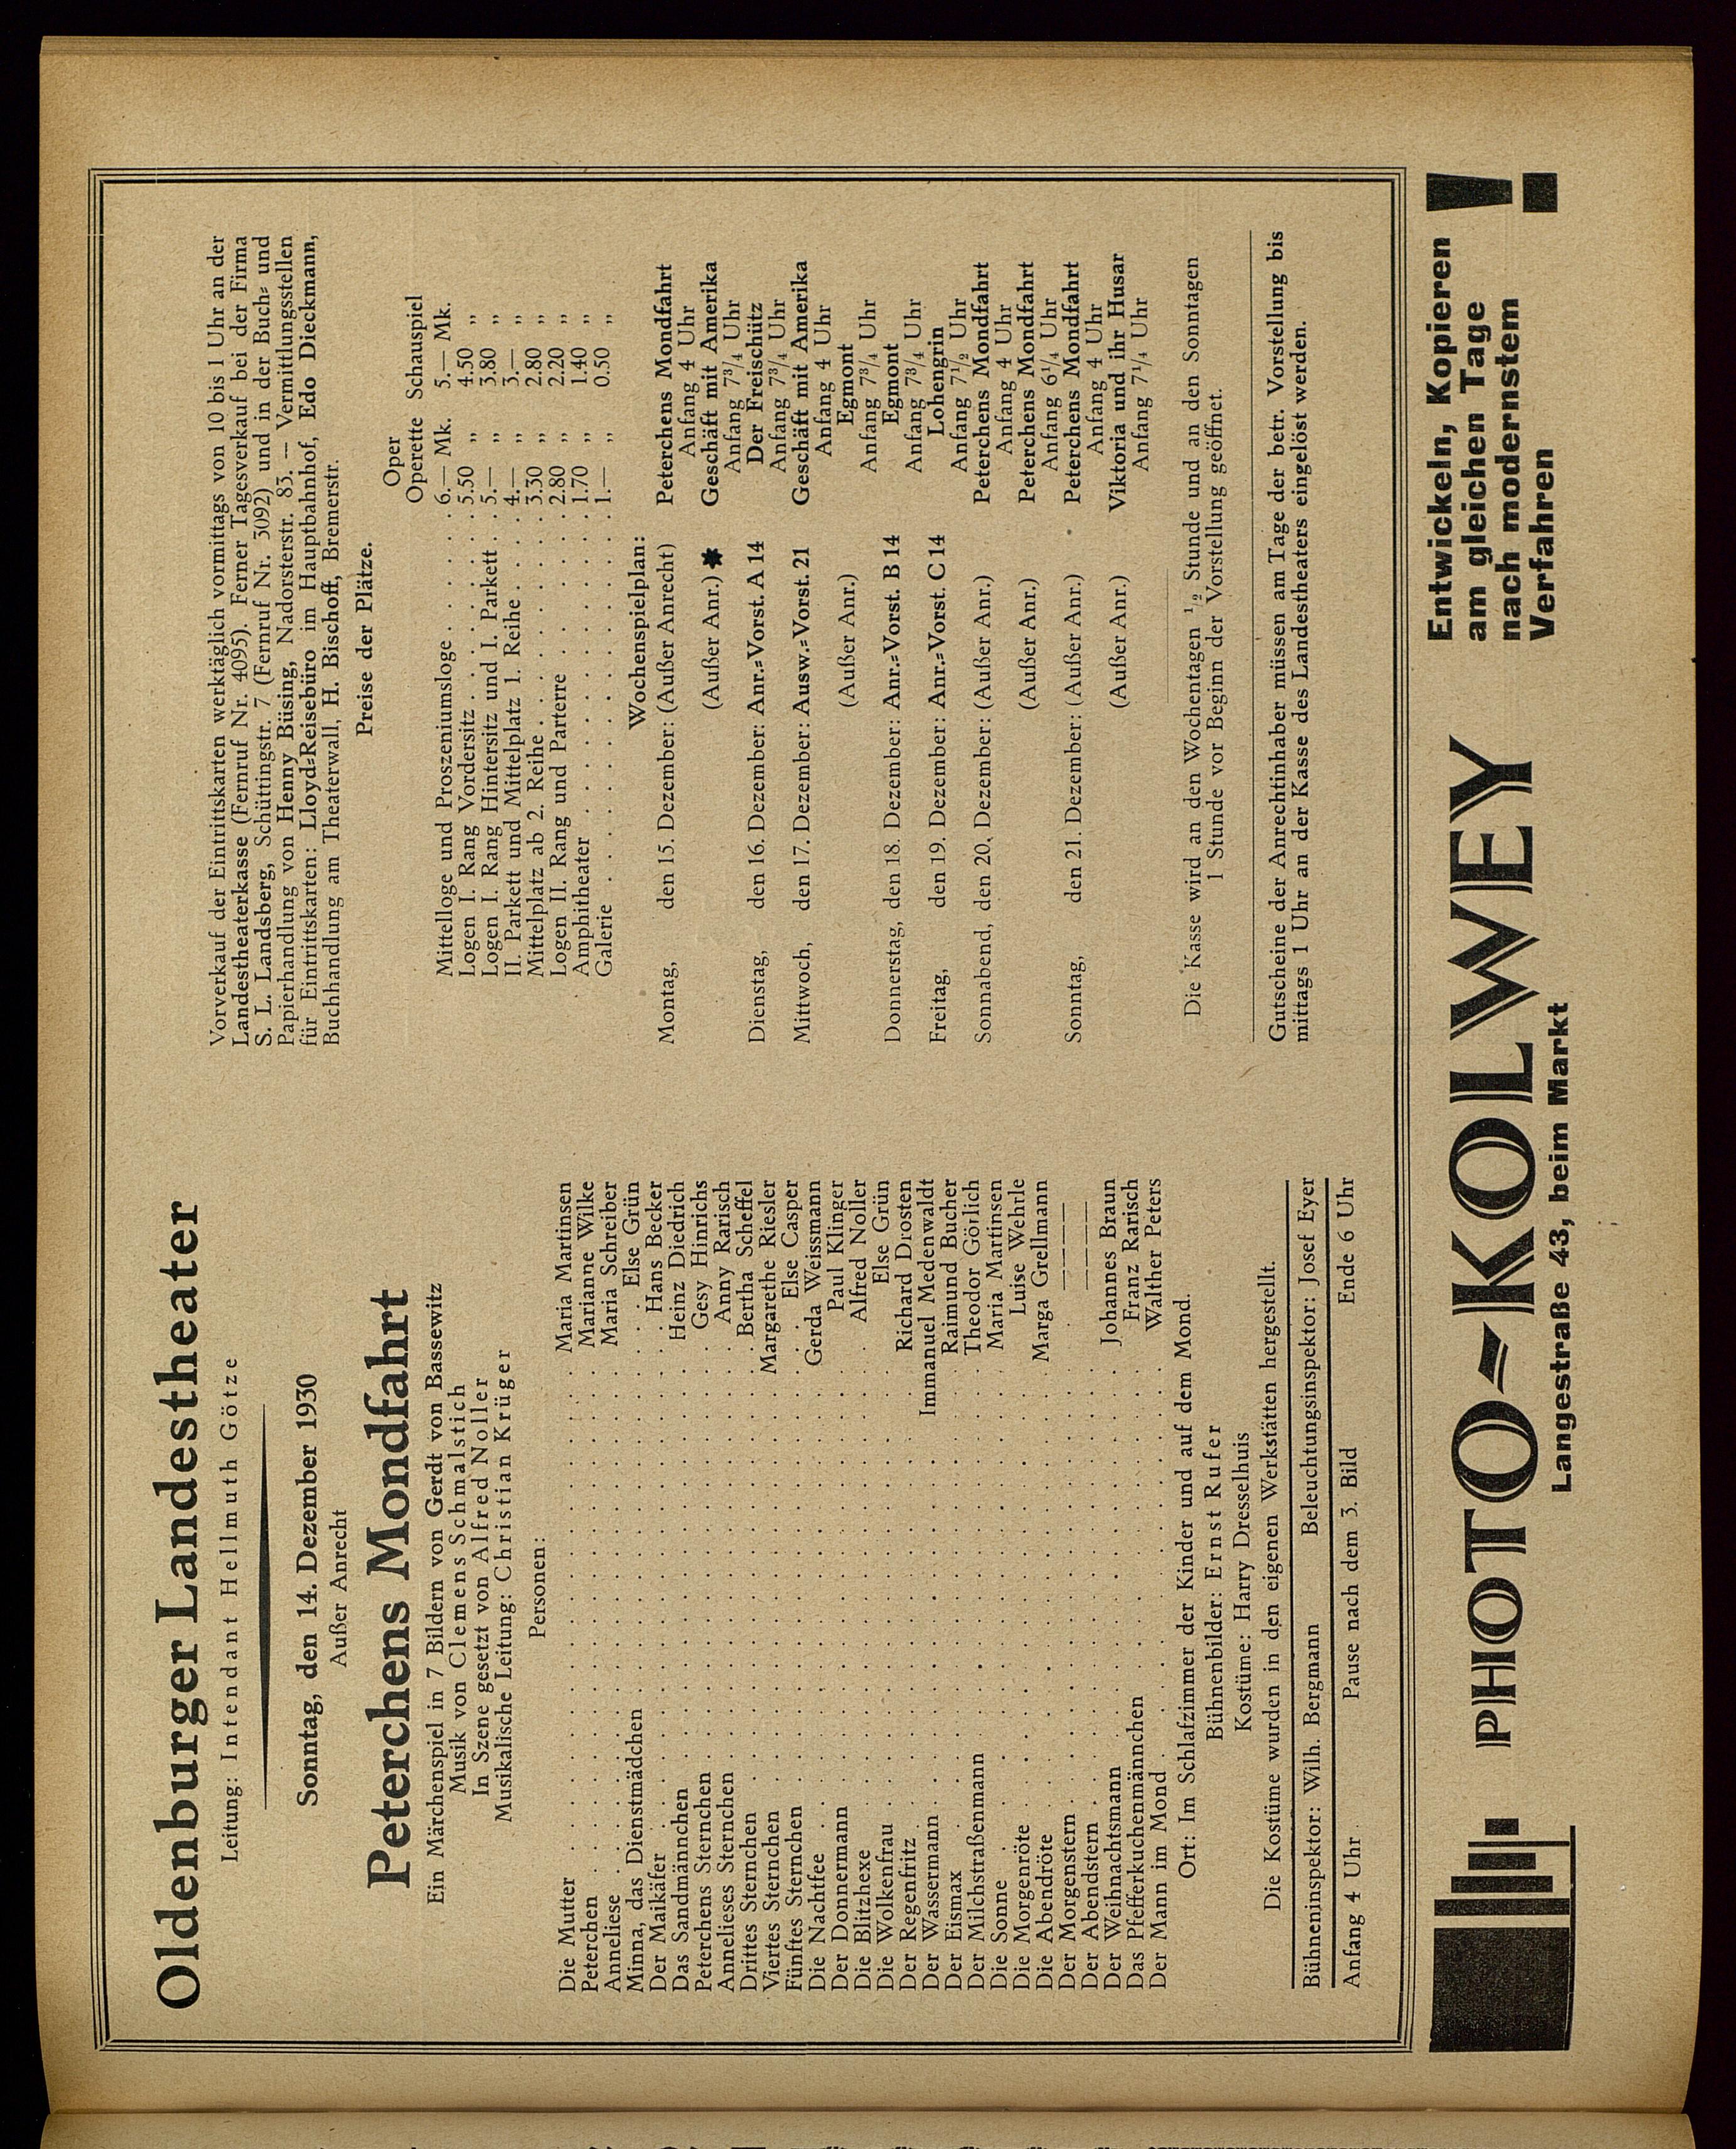 Oldenburger Landestheater
Leitung: Intendant Hellmuth Götze
Sonntag, den 14. Dezember 1930
Außer Anrecht
Peterchens Mondfahrt
Ein Märchenspiel in 7 Bildern von Gerdt von Bassewitz
Musik von Clemens Schmalstich
In Szene gesetzt von Alfred Noller
Musikalische Leitung: Christian Krüger
Personen:
Die Mutter . . . . . . . . Maria Martinsen
Peterchen . . . . . . . . Marianne Wilke
Anneliese . . . . . . . . Maria Schreiber
Minna, das Dienstmädchen . . . . . . . . Else Grün
Der Maikäfer . . . . . . . . Hans Becker
Das Sandmännchen . . . . . . . . Heinz Diedrich
Peterchens Sternchen . . . . . . . . Gesy Hinrichs
Annelieses Sternchen . . . . . . . . Anny Rarisch
Drittes Sternchen . . . . . . . . Bertha Scheffel
Viertes Sternchen . . . . . . . . Margarethe Riesler
Fünftes Sternchen . . . . . . . . Else Casper
Die Nachtfee . . . . . . . . Gerda Weissmann
Der Donnermann . . . . . . . . Paul Klinger
Die Blitzhexe . . . . . . . . Alfred Noller
Die Wolkenfrau . . . . . . . . Else Grün
Der Regenfritz . . . . . . . . Richard Drosten
Der Wassermann . . . . . . . . Immanuel Medenwaldt
Der Eismax . . . . . . . . Raimund Bucher
Der Milchstraßenmann . . . . . . . . Theodor Görlich
Die Sonne . . . . . . . . Maria Martinsen
Die Morgenröte . . . . . . . . Luise Wehrle
Die Abendröte . . . . . . . . Marga Grellmann
Der Morgenstern . . . . . . . . — — — —
Der Abendstern . . . . . . . . — — — —
Der Weihnachtsmann . . . . . . . . Johannes Braun
Das Pfefferkuchenmännchen . . . . . . . . Franz Rarisch
Der Mann im Mond . . . . . . . . Walther Peters
Ort: Im Schlafzimmer der Kinder und auf dem Mond.
Bühnenbilder: Ernst Rufer
Kostüme: Harry Dresselhuis
Die Kostüme wurden in den eigenen Werkstätten hergestellt.
Bühneninspektor: Wilh. Bergmann Beleuchtungsinspektor: Josef Eyer
Anfang 4 Uhr Pause nach dem 3. Bild Ende 6 Uhr
Vorverkauf der Eintrittskarten werktäglich vormittags von 10 bis 1 Uhr an der
Landestheaterkasse (Fernruf Nr. 4095). Ferner Tagesverkauf bei der Firma
S. L. Landsberg, Schüttingstr. 7 (Fernruf Nr. 3092) und in der Buch- und
Papierhandlung von Henny Büsing, Nadorsterstr. 83. — Vermittlungsstellen
für Eintrittskarten: Lloyd-Reisebüro im Hauptbahnhof, Edo Dieckmann,
Buchhandlung am Theaterwall, H. Bischoff, Bremerstr.
Preise der Plätze.
Oper
Operette Schauspiel
Mittelloge und Proszeniumsloge . . . . . 6.— Mk. 5.— Mk.
Logen I. Rang Vordersitz . . . . . 5.50 „ 4.50 „
Logen I. Rang Hintersitz und I. Parkett . . 5.— „ 3.80 „
II. Parkett und Mittelplatz 1. Reihe . . . 4.— „ 3.— „
Mittelplatz ab 2. Reihe . . . . . 3.30 „ 2.80 „
Logen II. Rang und Parterre . . . . . 2.80 „ 2.20 „
Amphitheater . . . . . 1.70 „ 1.40 „
Galerie . . . . . 1.— „ 0.50 „
Wochenspielplan:
Montag, den 15. Dezember: (Außer Anrecht) Peterchens Mondfahrt
Anfang 4 Uhr
(Außer Anr.) ✱ Geschäft mit Amerika
Anfang 7³/₄ Uhr
Dienstag, den 16. Dezember: Anr.-Vorst. A 14 Der Freischütz
Anfang 7³/₄ Uhr
Mittwoch, den 17. Dezember: Ausw.-Vorst. 21 Geschäft mit Amerika
Anfang 4 Uhr
(Außer Anr.) Egmont
Anfang 7³/₄ Uhr
Donnerstag, den 18. Dezember: Anr.-Vorst. B 14 Egmont
Anfang 7³/₄ Uhr
Freitag, den 19. Dezember: Anr.-Vorst. C 14 Lohengrin
Anfang 7¹/₂ Uhr
Sonnabend, den 20. Dezember: (Außer Anr.) Peterchens Mondfahrt
Anfang 4 Uhr
(Außer Anr.) Peterchens Mondfahrt
Anfang 6¹/₄ Uhr
Sonntag, den 21. Dezember: (Außer Anr.) Peterchens Mondfahrt
Anfang 4 Uhr
(Außer Anr.) Viktoria und ihr Husar
Anfang 7¹/₄ Uhr
Die Kasse wird an den Wochentagen ¹/₂ Stunde und an den Sonntagen
1 Stunde vor Beginn der Vorstellung geöffnet.
Gutscheine der Anrechtinhaber müssen am Tage der betr. Vorstellung bis
mittags 1 Uhr an der Kasse des Landestheaters eingelöst werden.
PHOTO-KOLWEY
Langestraße 43, beim Markt
Entwickeln, Kopieren
am gleichen Tage
nach modernstem
Verfahren !